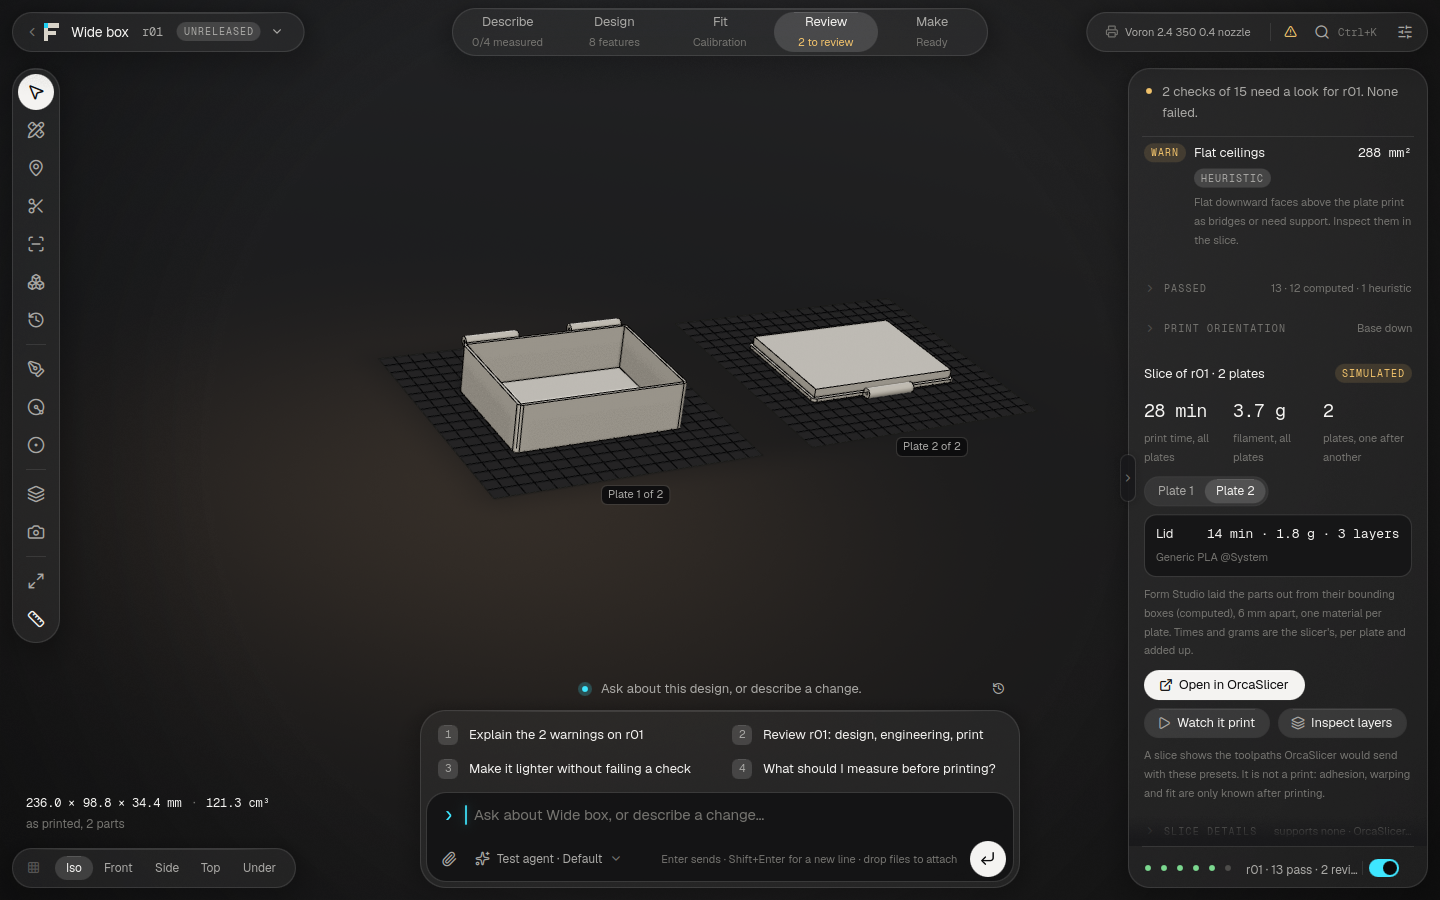 Wide box r01 UNRELEASED
Describe
0/4 measured
Design
8 features
Fit
Calibration
Review
2 to review
Make
Ready
Voron 2.4 350 0.4 nozzle
Ctrl+K
2 checks of 15 need a look for r01. None
failed.
WARN Flat ceilings 288 mm²
HEURISTIC
Flat downward faces above the plate print
as bridges or need support. Inspect them in
the slice.
PASSED 13 · 12 computed · 1 heuristic
PRINT ORIENTATION Base down
Slice of r01 · 2 plates SIMULATED
28 min 3.7 g 2
print time, all
plates
filament, all
plates
plates, one after
another
Plate 1 Plate 2
Lid 14 min · 1.8 g · 3 layers
Generic PLA @System
Form Studio laid the parts out from their bounding
boxes (computed), 6 mm apart, one material per
plate. Times and grams are the slicer's, per plate and
added up.
Open in OrcaSlicer
Watch it print Inspect layers
A slice shows the toolpaths OrcaSlicer would send
with these presets. It is not a print: adhesion, warping
and fit are only known after printing.
SLICE DETAILS supports none · OrcaSlicer...
r01 · 13 pass · 2 revi...
Plate 2 of 2
Plate 1 of 2
Ask about this design, or describe a change.
1 Explain the 2 warnings on r01
2 Review r01: design, engineering, print
3 Make it lighter without failing a check
4 What should I measure before printing?
Ask about Wide box, or describe a change...
Test agent · Default
Enter sends · Shift+Enter for a new line · drop files to attach
236.0 × 98.8 × 34.4 mm · 121.3 cm³
as printed, 2 parts
Iso Front Side Top Under